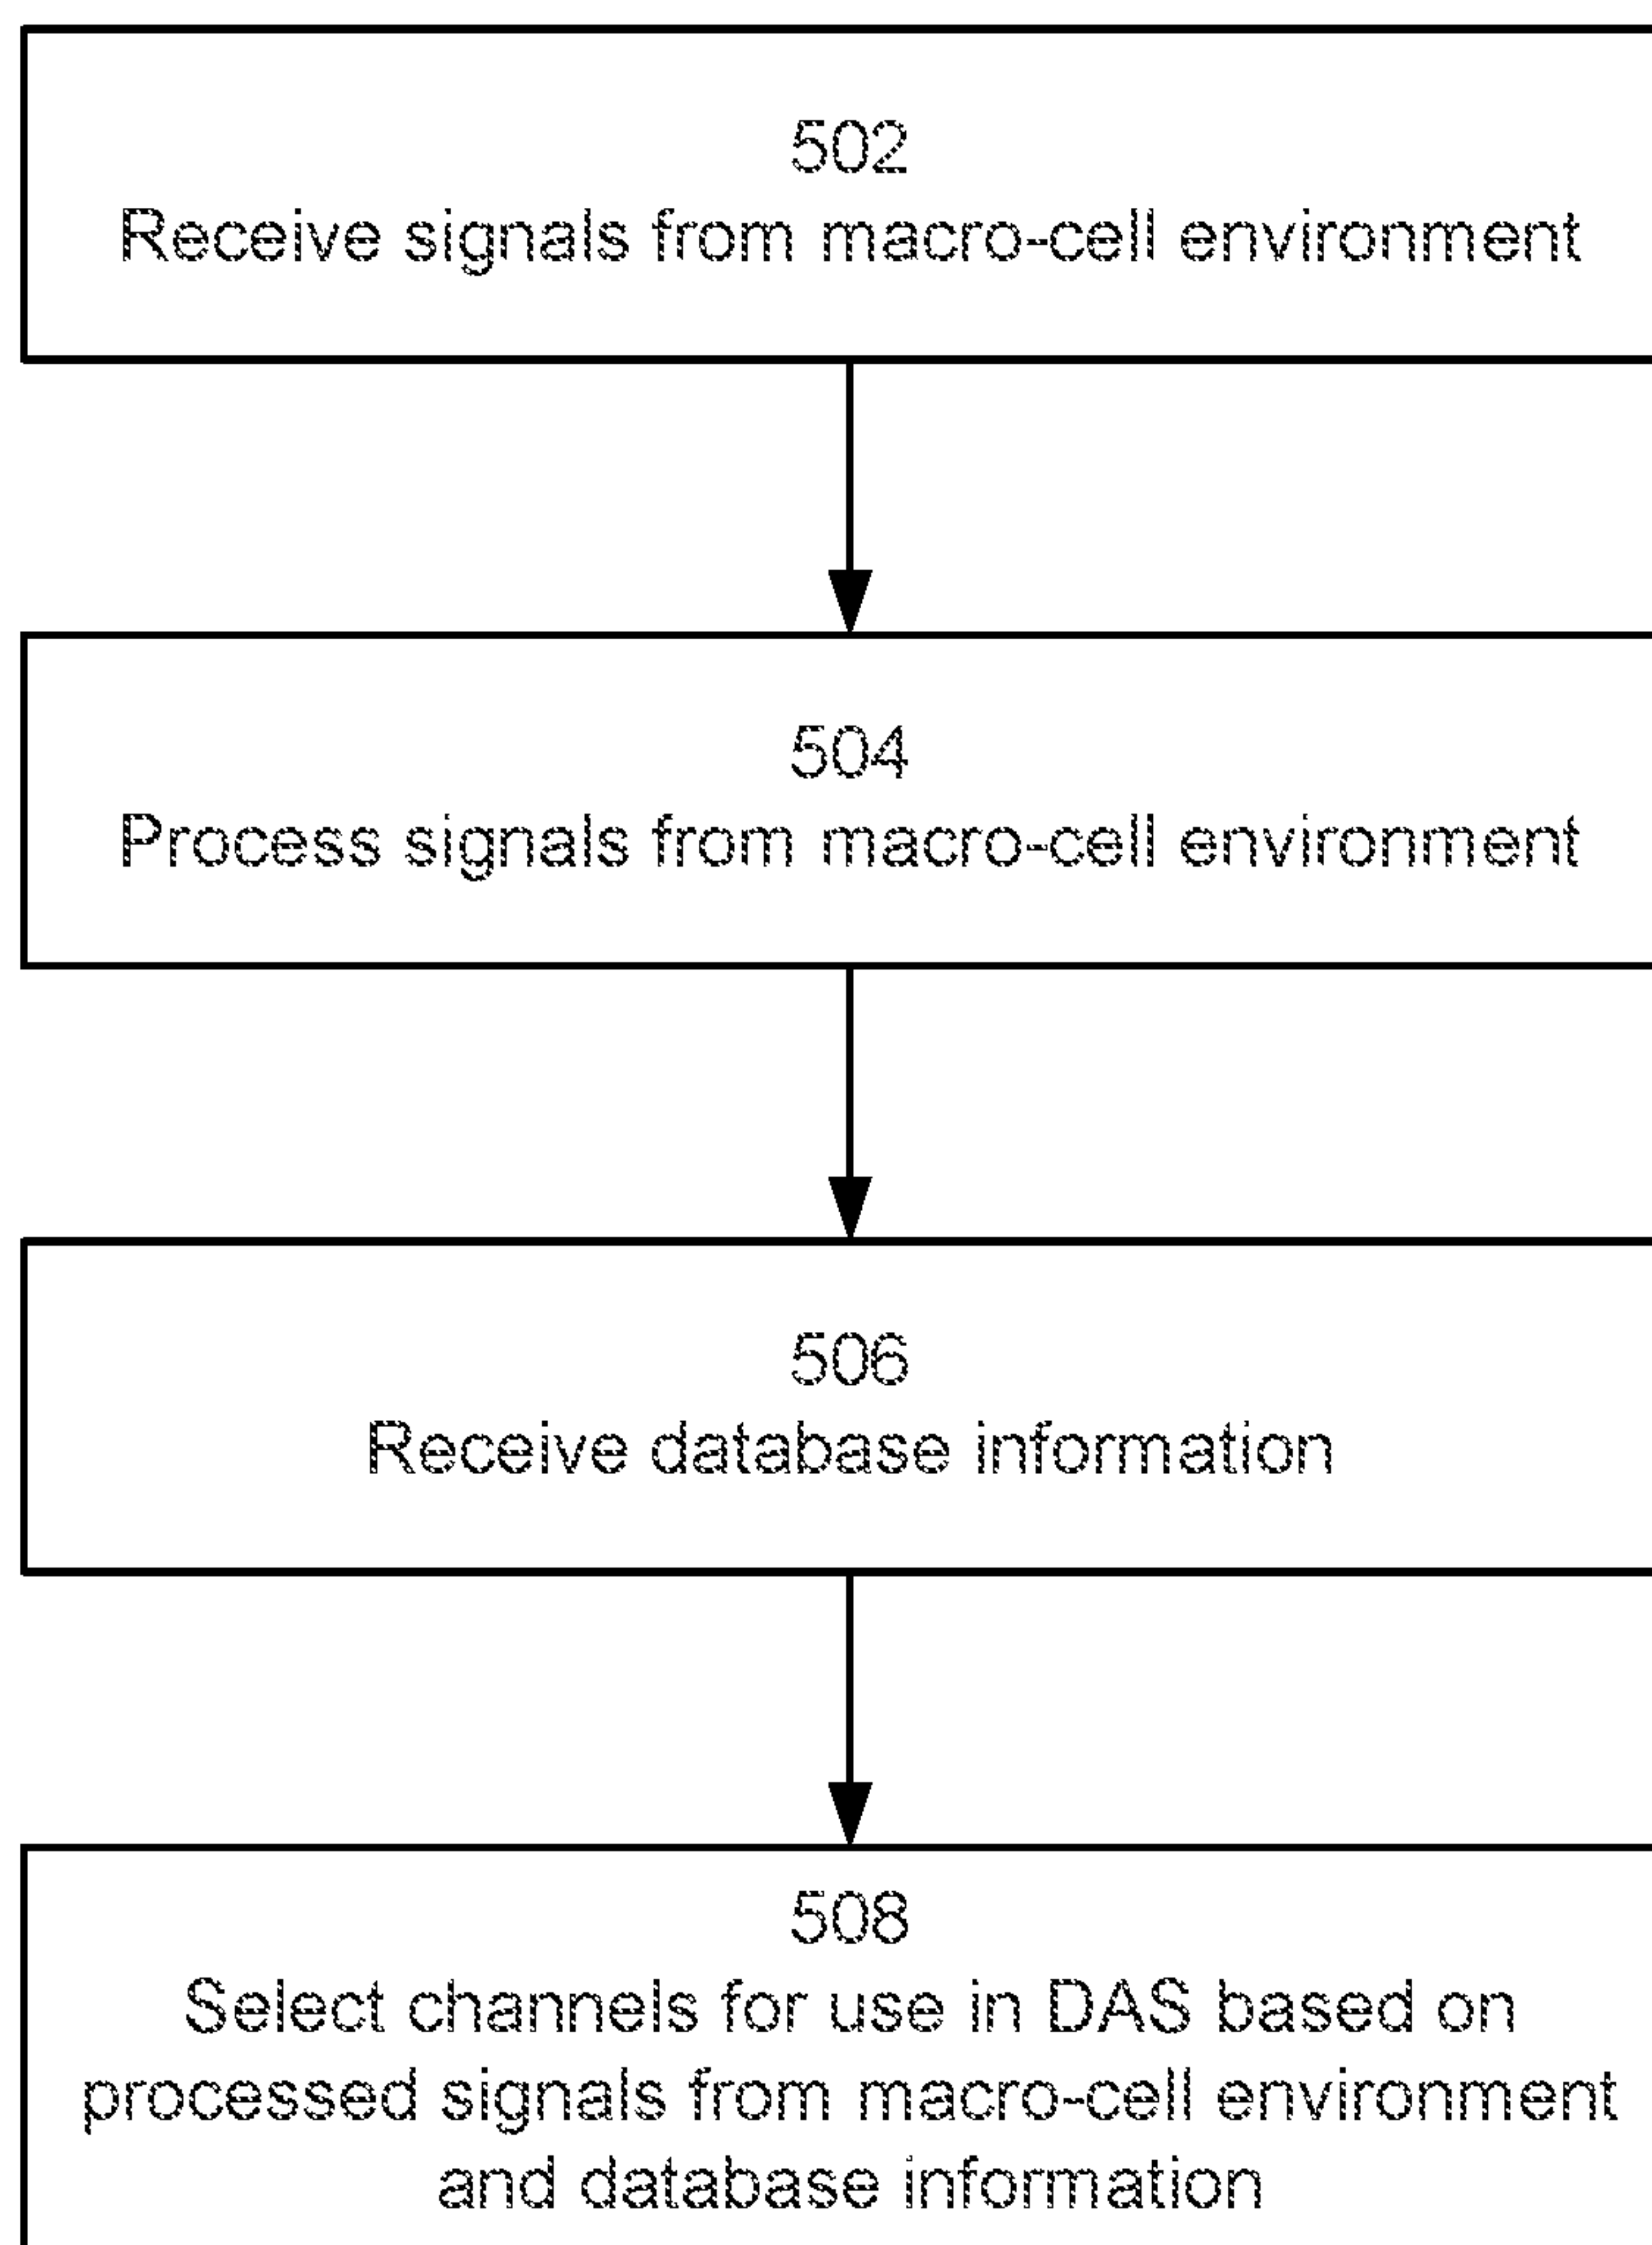 502
Receive signals from macro-cell environment
504
Process signals from macro-cell environment
506
Receive database information
508
Select channels for use in DAS based on
processed signals from macro-cell environment
and database information